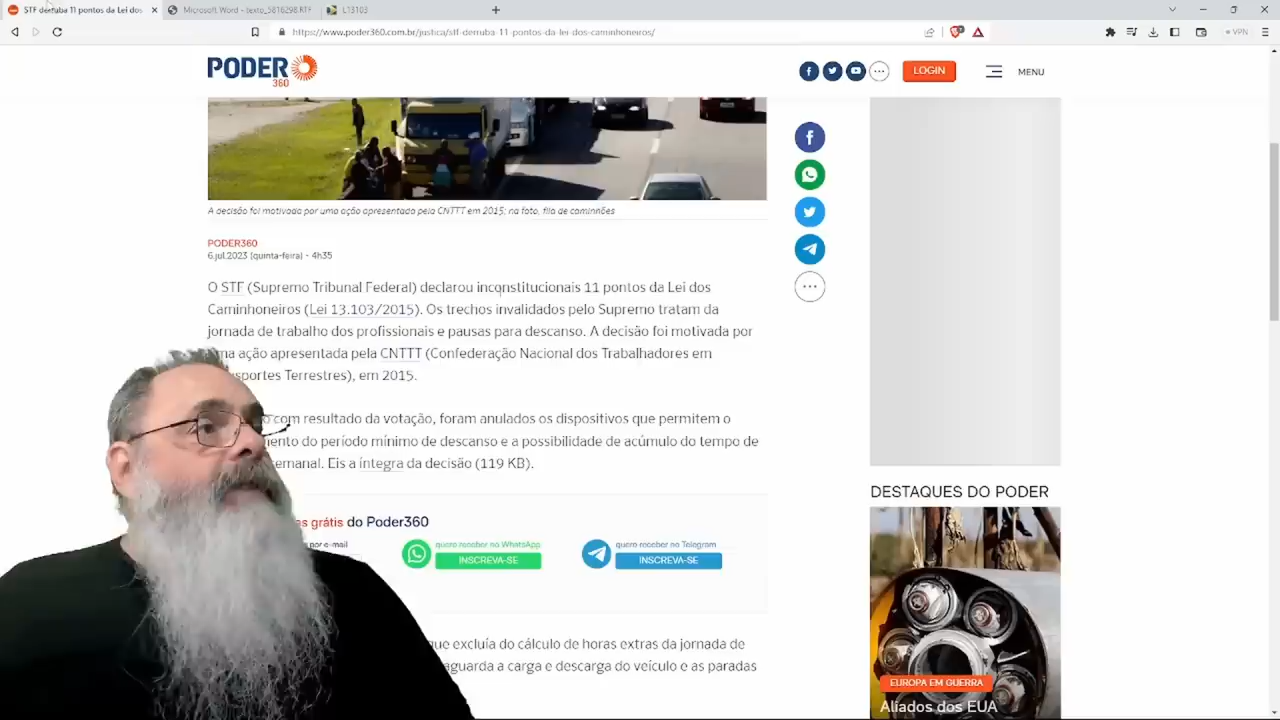 STF derruba 11 pontos da Lei dos
Microsoft Word - texto_5816298.RTF
L13103
https://www.poder360.com.br/justica/stf-derruba-11-pontos-da-lei-dos-caminhoneiros/
VPN
PODER
360
LOGIN
MENU
A decisão foi motivada por uma ação apresentada pela CNTTT em 2015; na foto, fila de caminhões
PODER360
6.jul.2023 (quinta-feira) - 4h35
O STF (Supremo Tribunal Federal) declarou inconstitucionais 11 pontos da Lei dos
Caminhoneiros (Lei 13.103/2015). Os trechos invalidados pelo Supremo tratam da
jornada de trabalho dos profissionais e pausas para descanso. A decisão foi motivada por
uma ação apresentada pela CNTTT (Confederação Nacional dos Trabalhadores em
sportes Terrestres), em 2015.
com resultado da votação, foram anulados os dispositivos que permitem o
ento do período mínimo de descanso e a possibilidade de acúmulo do tempo de
emanal. Eis a íntegra da decisão (119 KB).
as grátis do Poder360
por e-mail
quero receber no WhatsApp
INSCREVA-SE
quero receber no Telegram
INSCREVA-SE
que excluía do cálculo de horas extras da jornada de
aguarda a carga e descarga do veículo e as paradas
DESTAQUES DO PODER
EUROPA EM GUERRA
Aliados dos EUA